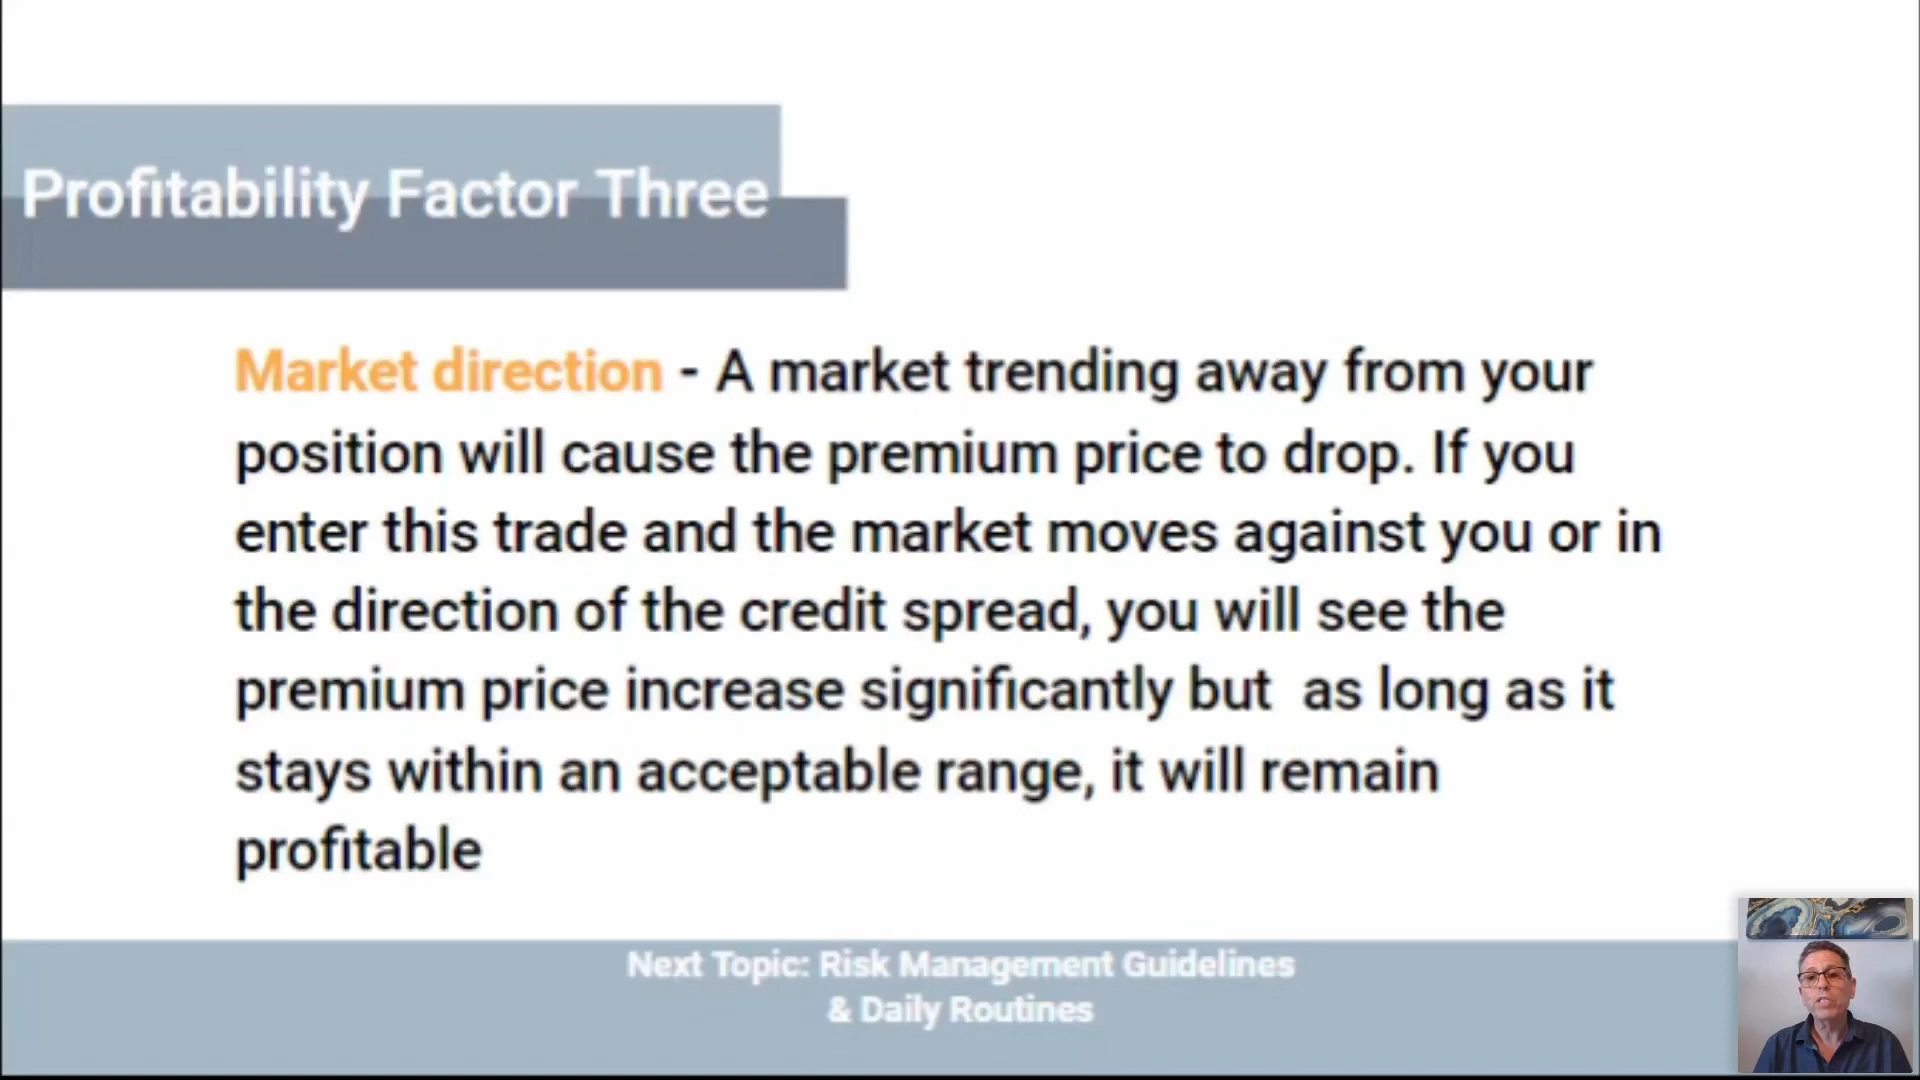 Profitability Factor Three
Market direction - A market trending away from your
position will cause the premium price to drop. If you
enter this trade and the market moves against you or in
the direction of the credit spread, you will see the
premium price increase significantly but  as long as it
stays within an acceptable range, it will remain
profitable
Next Topic: Risk Management Guidelines
& Daily Routines